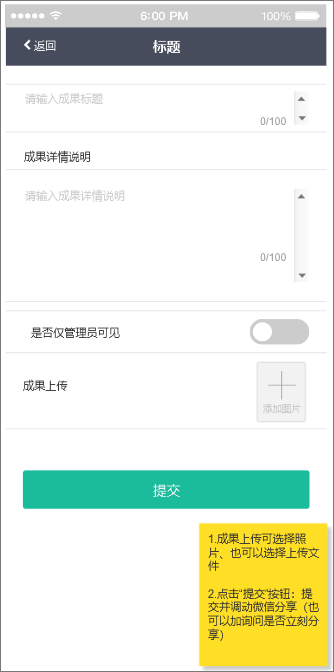 6:00 PM
100%
返回
标题
请输入成果标题
0/100
成果详情说明
请输入成果详情说明
0/100
是否仅管理员可见
成果上传
添加图片
提交
1.成果上传可选择照
片、也可以选择上传文
件
2.点击“提交”按钮：提
交并调动微信分享（也
可以加询问是否立刻分
享）